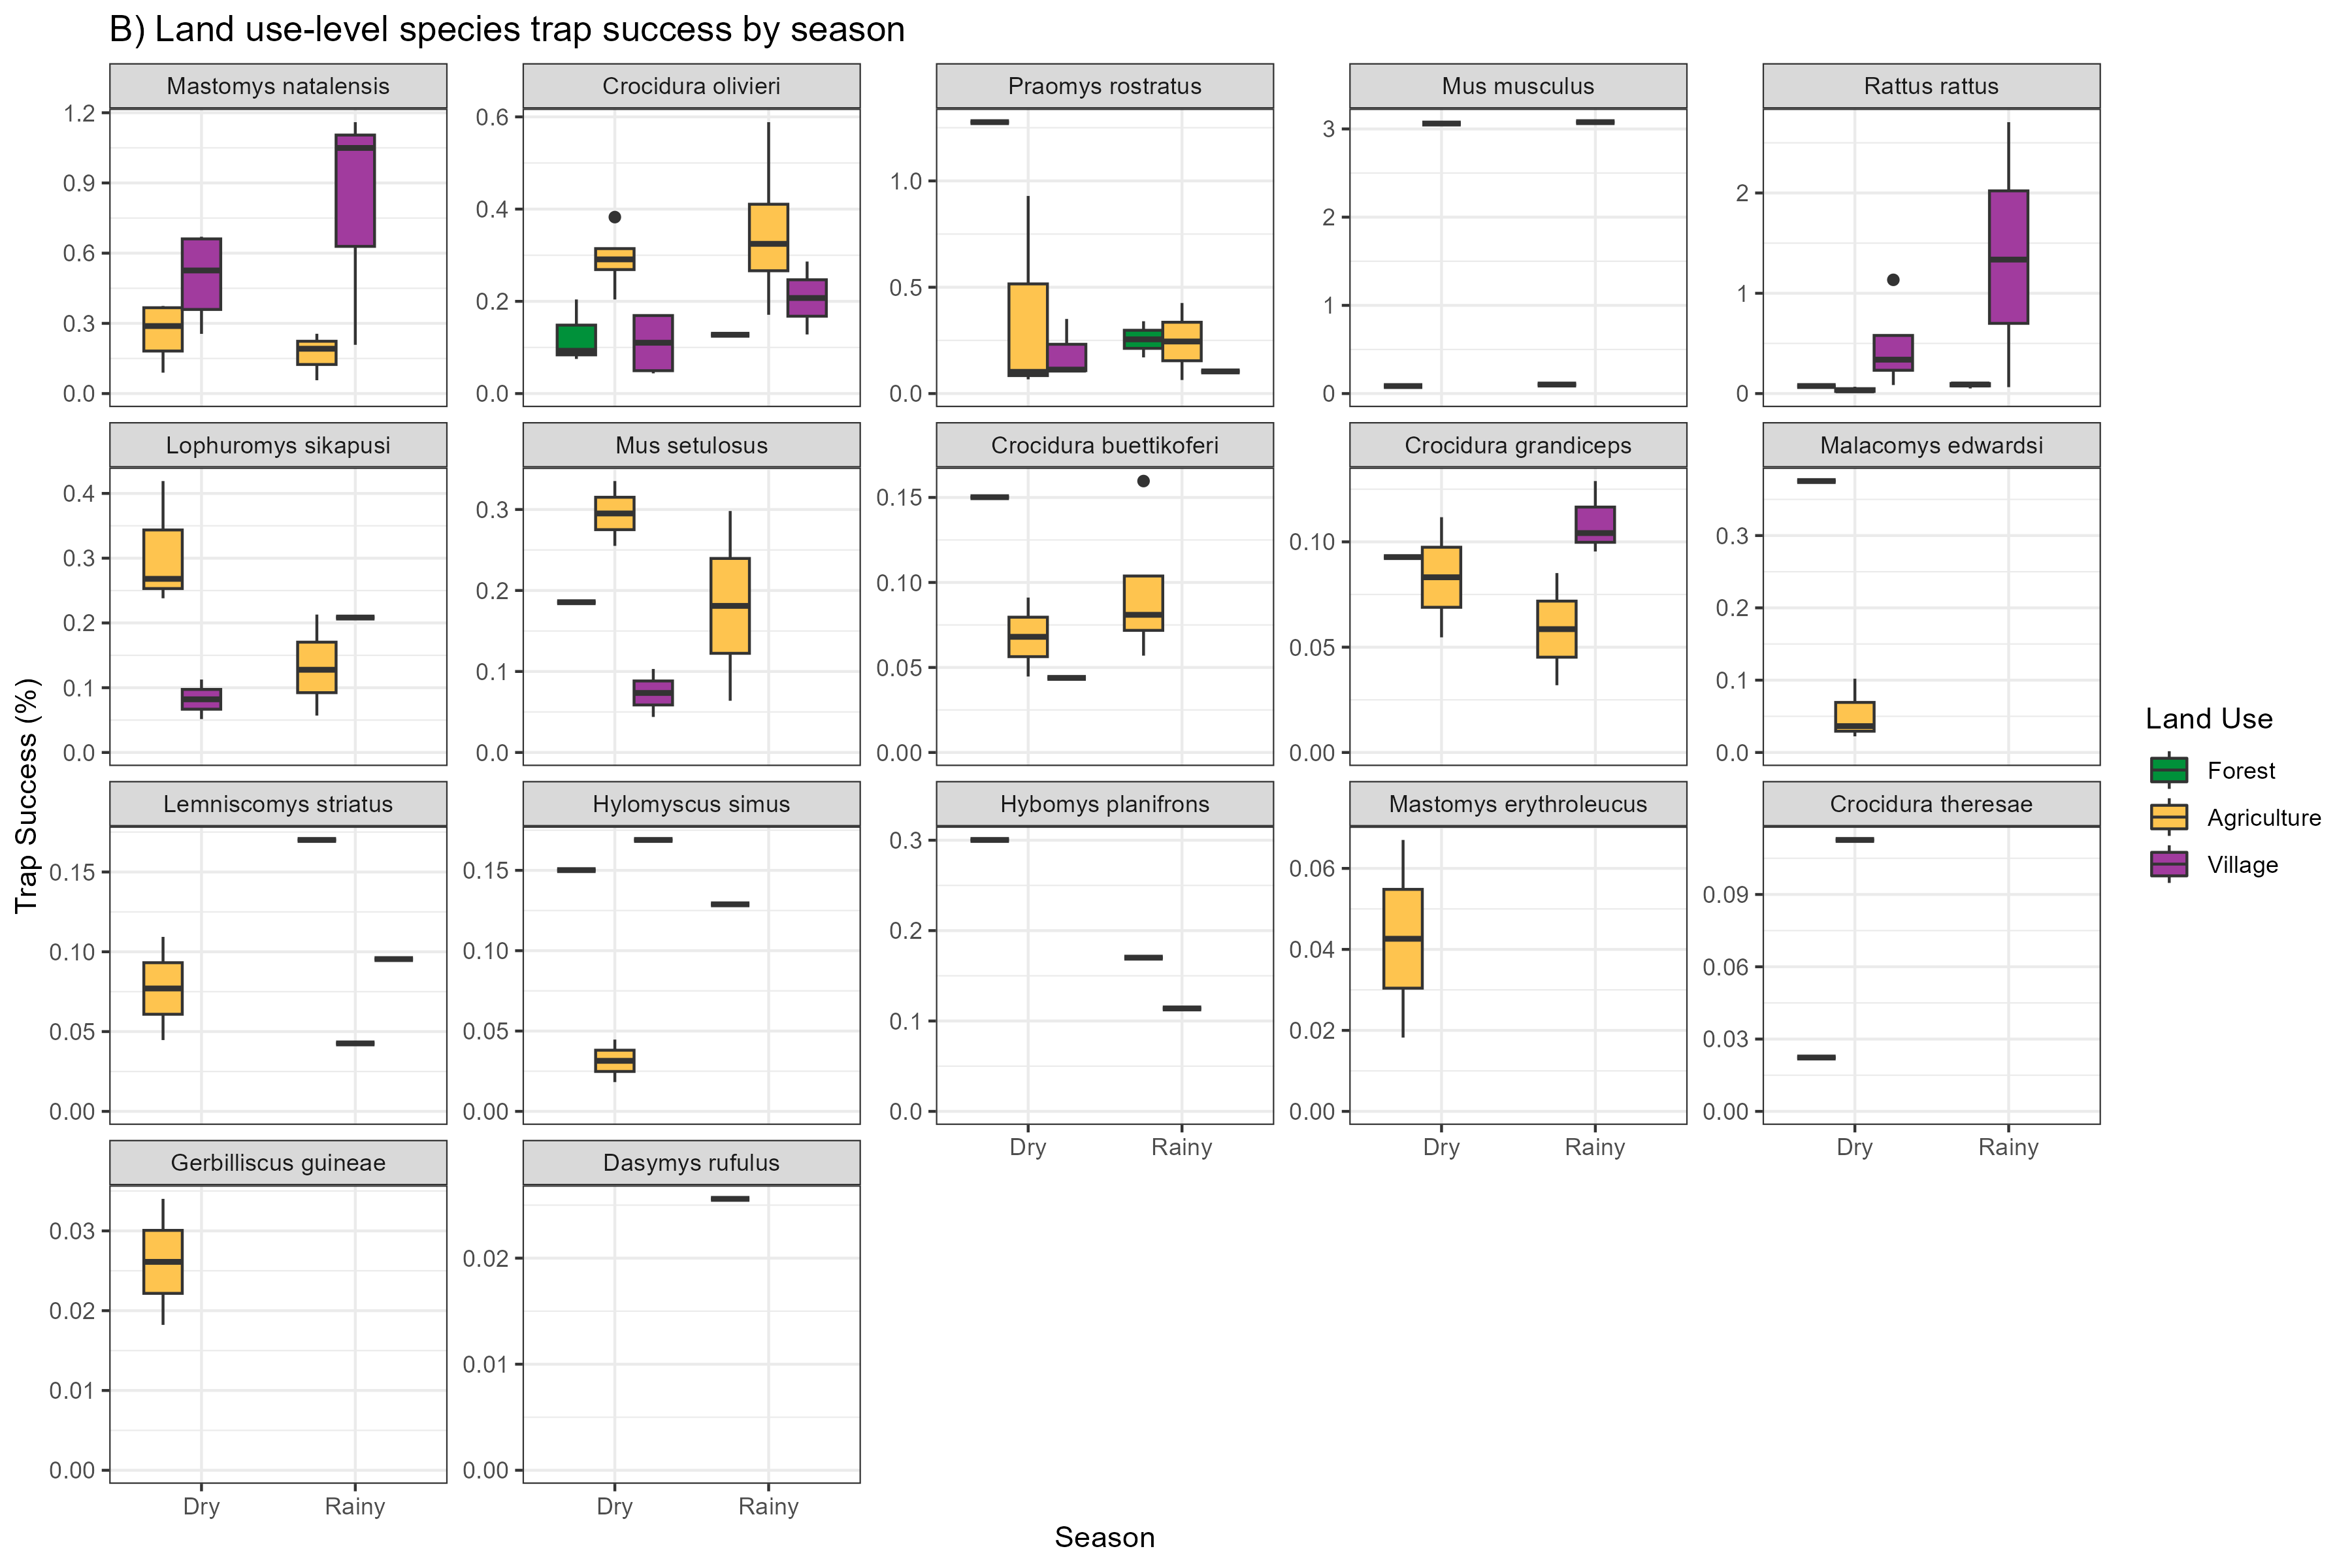 B) Land use-level species trap success by season
Mastomys natalensis
Crocidura olivieri
Praomys rostratus
Mus musculus
Rattus rattus
1.2
0.9
0.6
0.3
0.0
0.6
0.4
0.2
0.0
1.0
0.5
0.0
3
2
1
0
2
1
0
Lophuromys sikapusi
Mus setulosus
Crocidura buettikoferi
Crocidura grandiceps
Malacomys edwardsi
0.4
0.3
0.2
0.1
0.0
0.3
0.2
0.1
0.0
0.15
0.10
0.05
0.00
0.10
0.05
0.00
0.3
0.2
0.1
0.0
Lemniscomys striatus
Hylomyscus simus
Hybomys planifrons
Mastomys erythroleucus
Crocidura theresae
0.15
0.10
0.05
0.00
0.15
0.10
0.05
0.00
0.3
0.2
0.1
0.0
0.06
0.04
0.02
0.00
0.09
0.06
0.03
0.00
Dry
Rainy
Dry
Rainy
Dry
Rainy
Gerbilliscus guineae
Dasymys rufulus
0.03
0.02
0.01
0.00
0.02
0.01
0.00
Dry
Rainy
Dry
Rainy
Trap Success (%)
Season
Land Use
Forest
Agriculture
Village